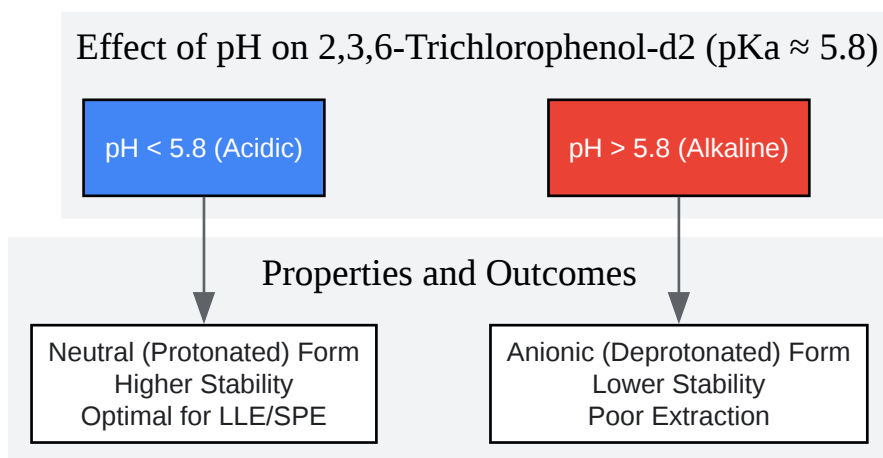 Effect of pH on 2,3,6-Trichlorophenol-d2 (pKa ≈ 5.8)
pH < 5.8 (Acidic)
pH > 5.8 (Alkaline)
Properties and Outcomes
Neutral (Protonated) Form
Higher Stability
Optimal for LLE/SPE
Anionic (Deprotonated) Form
Lower Stability
Poor Extraction